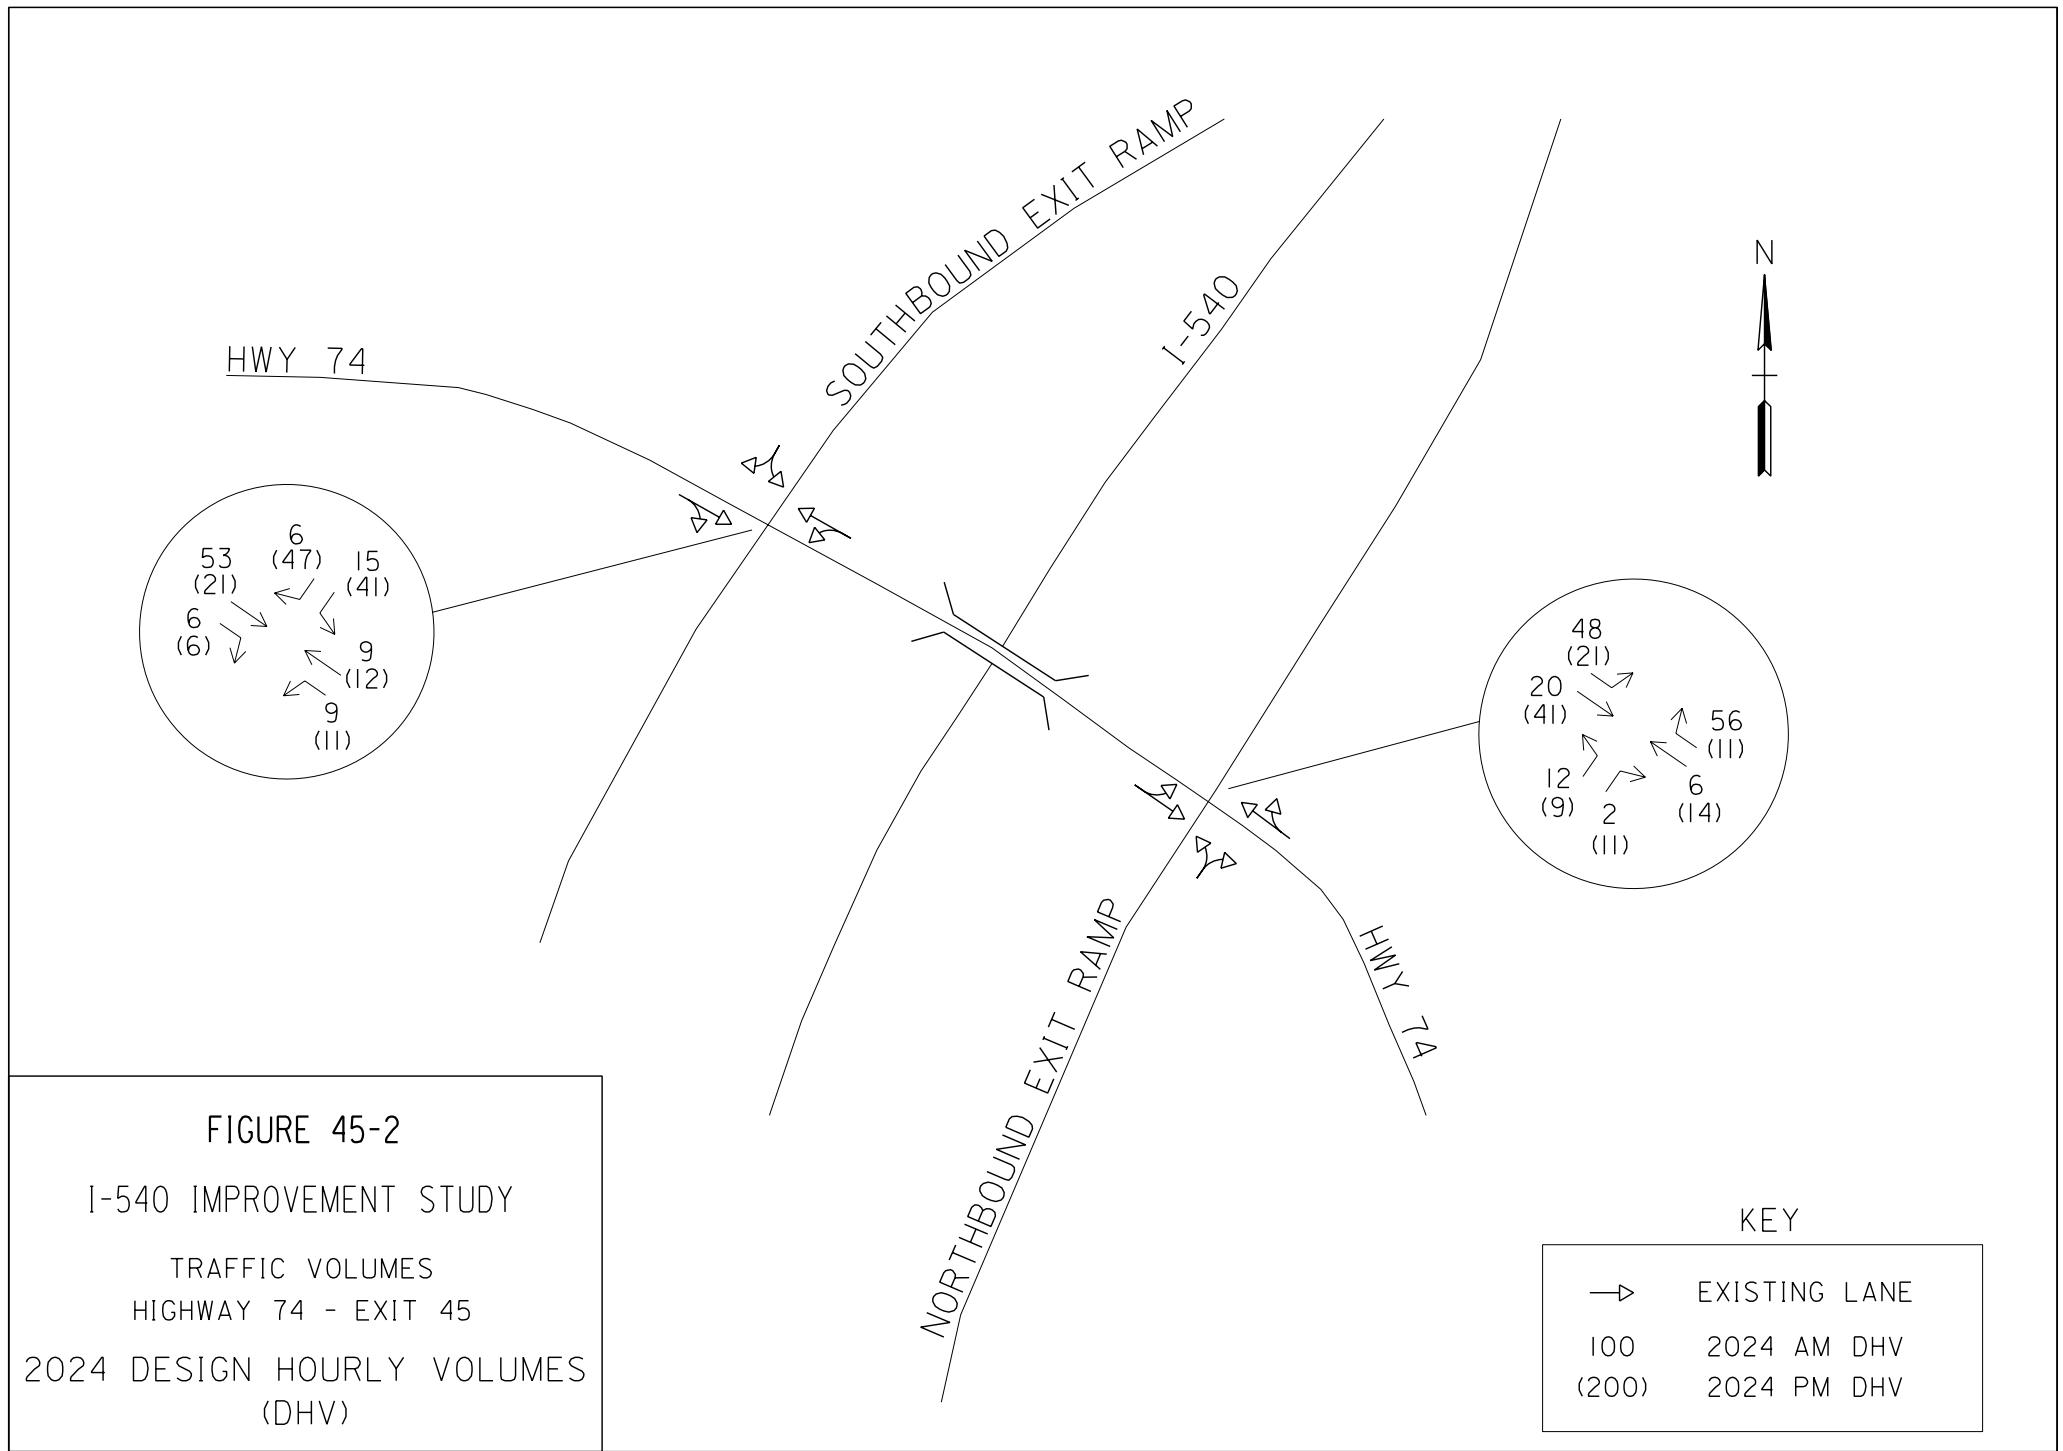 SOUTHBOUND EXIT RAMP
I-540
N
HWY 74
6
(47)
53
(21)
15
(41)
6
(6)
9
(12)
9
(11)
48
(21)
20
(41)
56
(11)
12
(9)
6
(14)
2
(11)
HWY 74
NORTHBOUND EXIT RAMP
FIGURE 45-2
I-540 IMPROVEMENT STUDY
TRAFFIC VOLUMES
HIGHWAY 74 - EXIT 45
2024 DESIGN HOURLY VOLUMES
(DHV)
KEY
EXISTING LANE
100 2024 AM DHV
(200) 2024 PM DHV